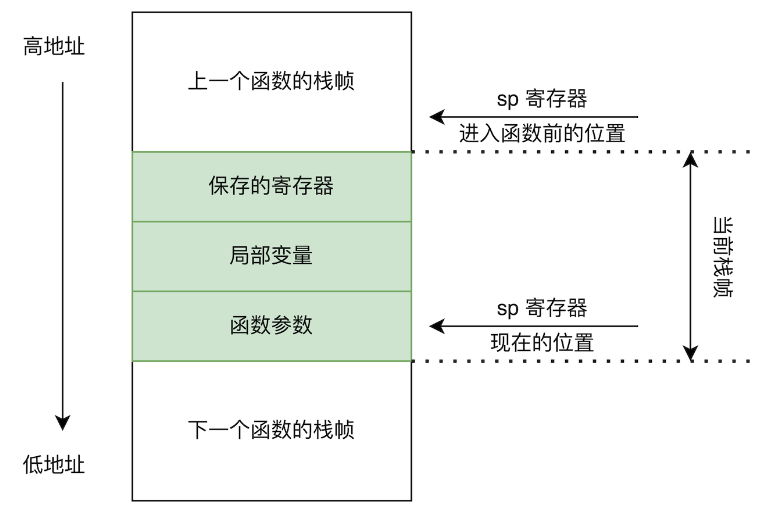 高地址
上一个函数的栈帧
sp 寄存器
进入函数前的位置
保存的寄存器
局部变量
当前栈帧
函数参数
sp 寄存器
现在的位置
下一个函数的栈帧
低地址